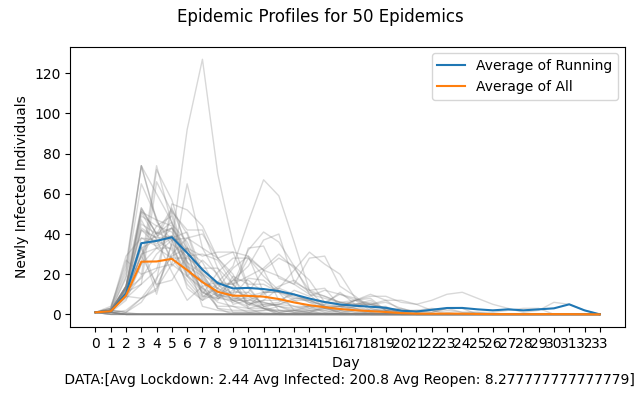 Epidemic Profiles for 50 Epidemics
Average of Running
Average of All
Newly Infected Individuals
120
100
80
60
40
20
0
0 1 2 3 4 5 6 7 8 9 10 11 12 13 14 15 16 17 18 19 20 21 22 23 24 25 26 27 28 29 30 31 32 33
Day
DATA:[Avg Lockdown: 2.44 Avg Infected: 200.8 Avg Reopen: 8.277777777777779]